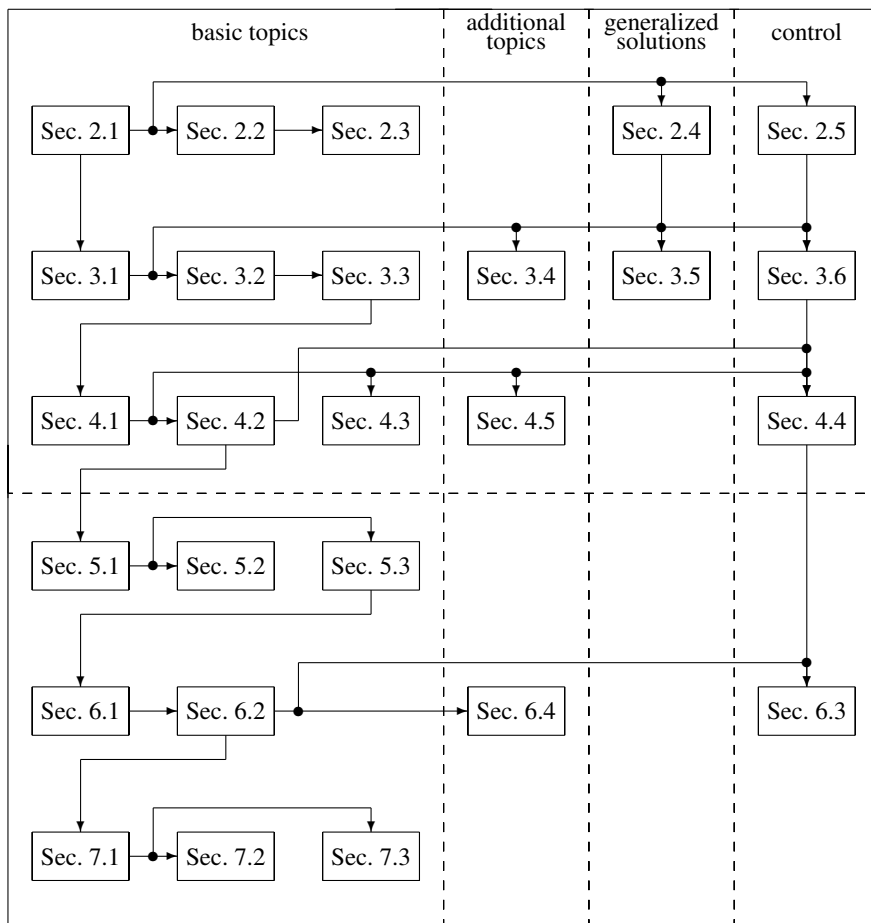 basic topics
additional
topics
generalized
solutions
control
Sec. 2.1
Sec. 2.2
Sec. 2.3
Sec. 2.4
Sec. 2.5
Sec. 3.1
Sec. 3.2
Sec. 3.3
Sec. 3.4
Sec. 3.5
Sec. 3.6
Sec. 4.1
Sec. 4.2
Sec. 4.3
Sec. 4.5
Sec. 4.4
Sec. 5.1
Sec. 5.2
Sec. 5.3
Sec. 6.1
Sec. 6.2
Sec. 6.4
Sec. 6.3
Sec. 7.1
Sec. 7.2
Sec. 7.3